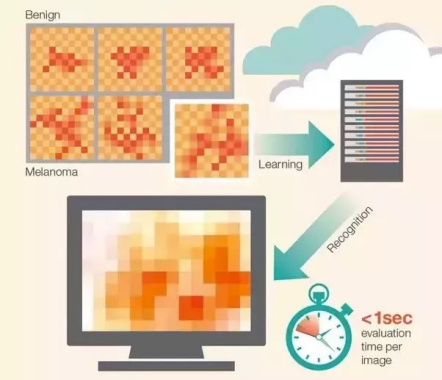 Benign
Melanoma
Learning
Recognition
<1sec
evaluation
time per
image